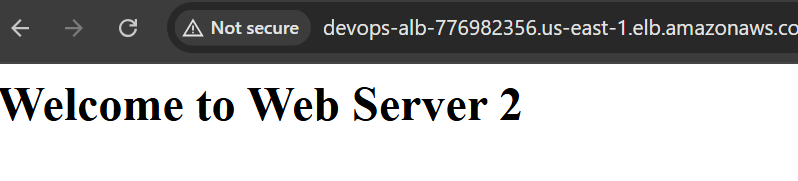 Not secure devops-alb-776982356.us-east-1.elb.amazonaws.co
Welcome to Web Server 2